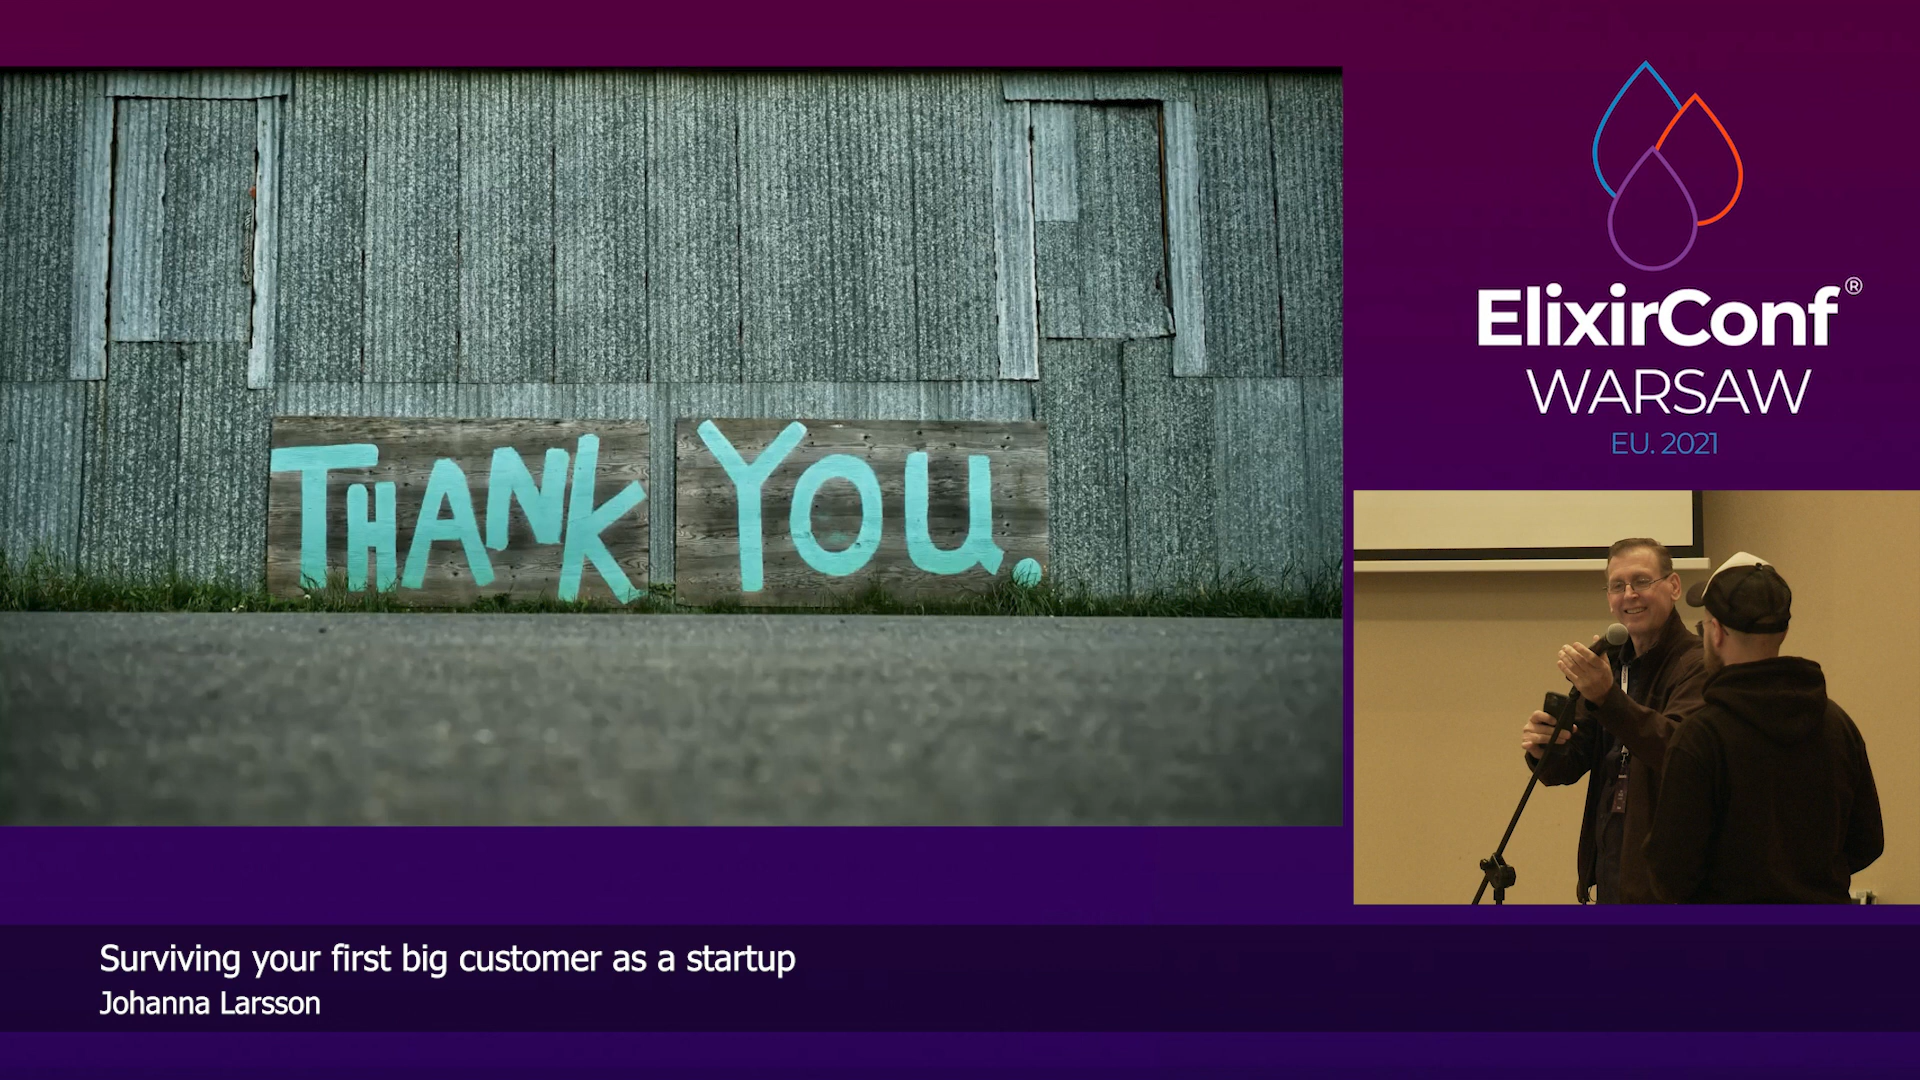 THANK YOU.
ElixirConf®
WARSAW
EU. 2021
Surviving your first big customer as a startup
Johanna Larsson